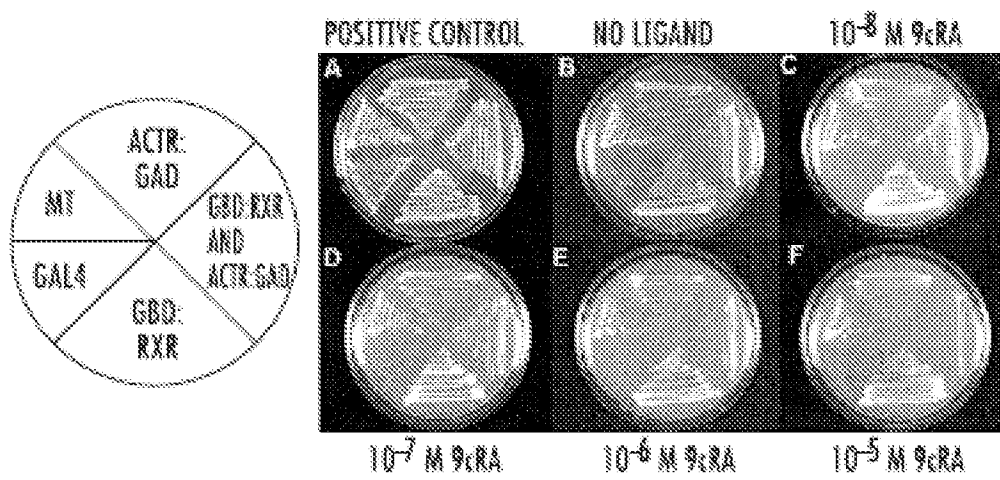 POSITIVE CONTROL
NO LIGAND
10-8 M 9cRA
A
B
C
ACTR:
GAD
MT
GBD:RXR
AND
ACTR:GAD
GAL4
GBD:
RXR
D
E
F
10-7 M 9cRA
10-6 M 9cRA
10-5 M 9cRA